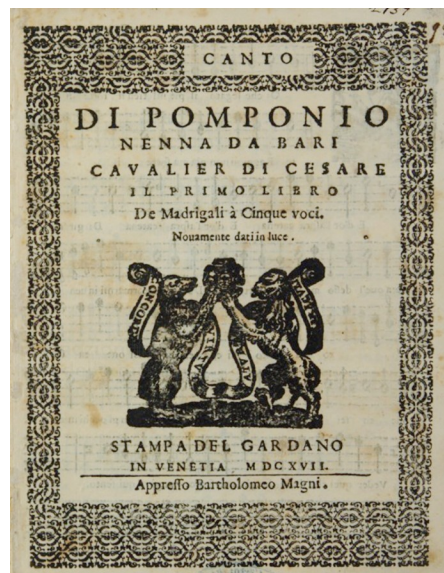 CANTO
DI POMPONIO
NENNA DA BARI
CAVALIER DI CESARE
IL PRIMO LIBRO
De Madrigali à Cinque voci.
Nouamente dati in luce.
CONCORD
STAMPA DEL GARDANO
IN VENETIA, MDCXVII.
Appresso Bartholomeo Magni.